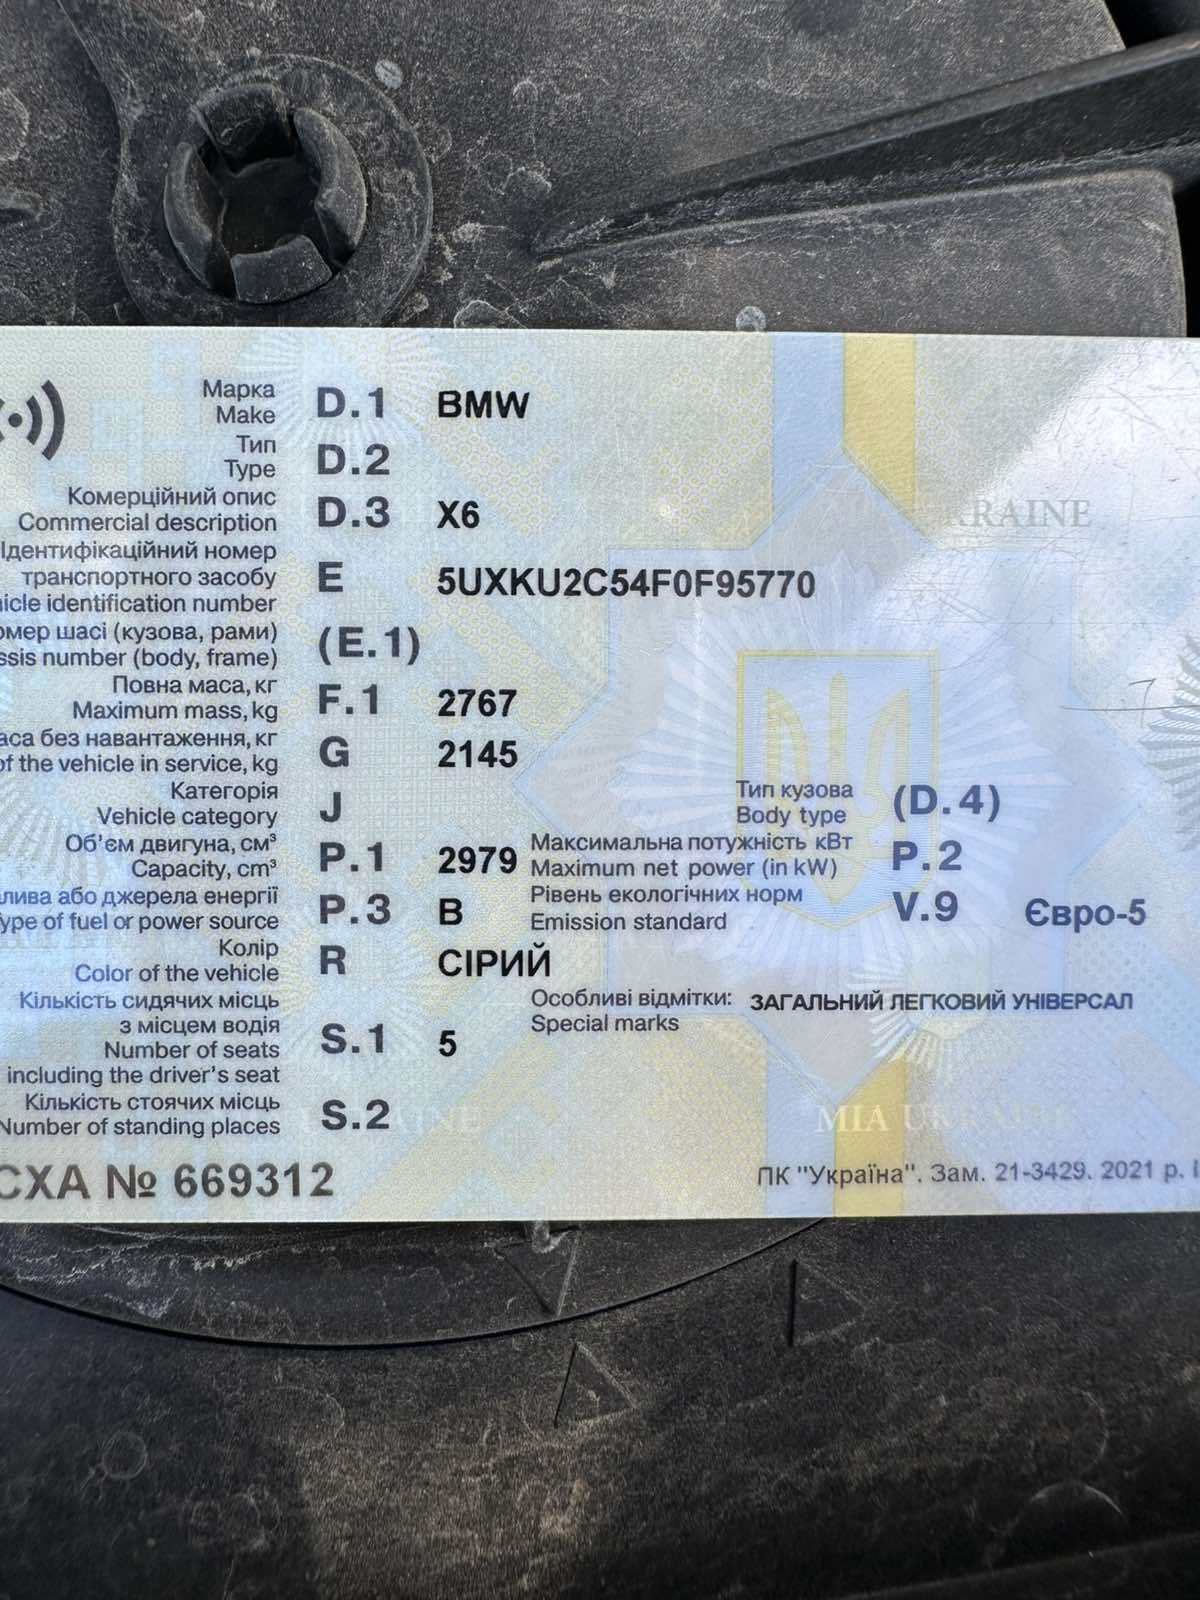 Марка D.1 BMW
Make
Тип D.2
Type
Комерційний опис D.3 X6
Commercial description
RAINE
Ідентифікаційний номер
транспортного засобу E 5UXKU2C54F0F95770
identification number
шасі (кузова, рами) (E.1)
number (body, frame)
Повна маса, кг F.1 2767
Maximum mass, kg
без навантаження, кг G 2145
of the vehicle in service, kg
Категорія J Тип кузова (D.4)
Vehicle category Body type
Об'єм двигуна, см³ P.1 2979 Максимальна потужність кВт P.2
Capacity, cm³ Maximum net power (in kW)
або джерела енергії P.3 B Рівень екологічних норм V.9 Євро-5
Type of fuel or power source Emission standard
Колір R СІРИЙ
Color of the vehicle
Кількість сидячих місць Особливі відмітки: ЗАГАЛЬНИЙ ЛЕГКОВИЙ УНІВЕРСАЛ
з місцем водія S.1 5 Special marks
Number of seats
including the driver's seat
Кількість стоячих місць S.2
Number of standing places
MIA UKRAINE
СХА № 669312
ПК "Україна". Зам. 21-3429. 2021 р.